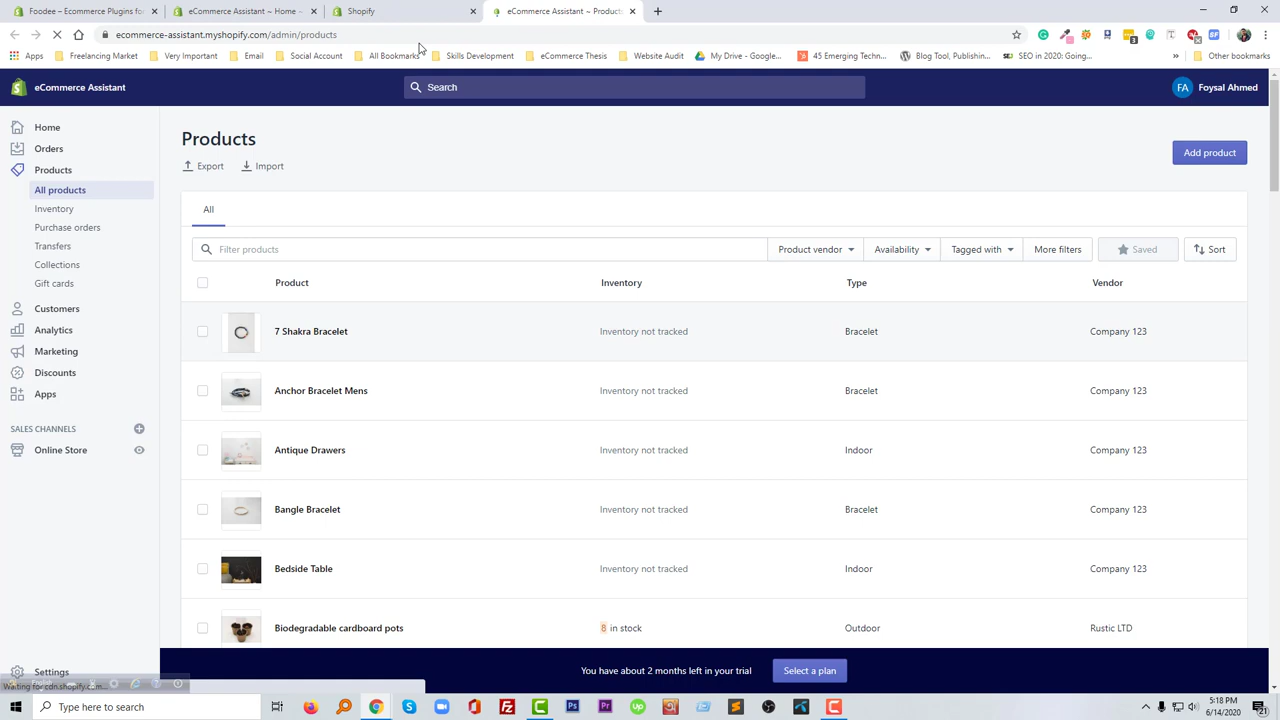 Foodee – Ecommerce Plugins for
eCommerce Assistant ~ Home ~
Shopify
eCommerce Assistant ~ Product
ecommerce-assistant.myshopify.com/admin/products
Apps
Freelancing Market
Very Important
Email
Social Account
All Bookmarks
Skills Development
eCommerce Thesis
Website Audit
My Drive - Google...
45 Emerging Techn...
Blog Tool, Publishin...
SEO in 2020: Going...
Other bookmarks
eCommerce Assistant
Search
FA
Foysal Ahmed
Home
Orders
Products
All products
Inventory
Purchase orders
Transfers
Collections
Gift cards
Customers
Analytics
Marketing
Discounts
Apps
SALES CHANNELS
Online Store
Settings
Products
Export
Import
Add product
All
Filter products
Product vendor
Availability
Tagged with
More filters
Saved
Sort
Product
Inventory
Type
Vendor
7 Shakra Bracelet
Inventory not tracked
Bracelet
Company 123
Anchor Bracelet Mens
Inventory not tracked
Bracelet
Company 123
Antique Drawers
Inventory not tracked
Indoor
Company 123
Bangle Bracelet
Inventory not tracked
Bracelet
Company 123
Bedside Table
Inventory not tracked
Indoor
Company 123
Biodegradable cardboard pots
8 in stock
Outdoor
Rustic LTD
You have about 2 months left in your trial
Select a plan
Waiting for cdn.shopify.com...
Type here to search
5:18 PM
6/14/2020